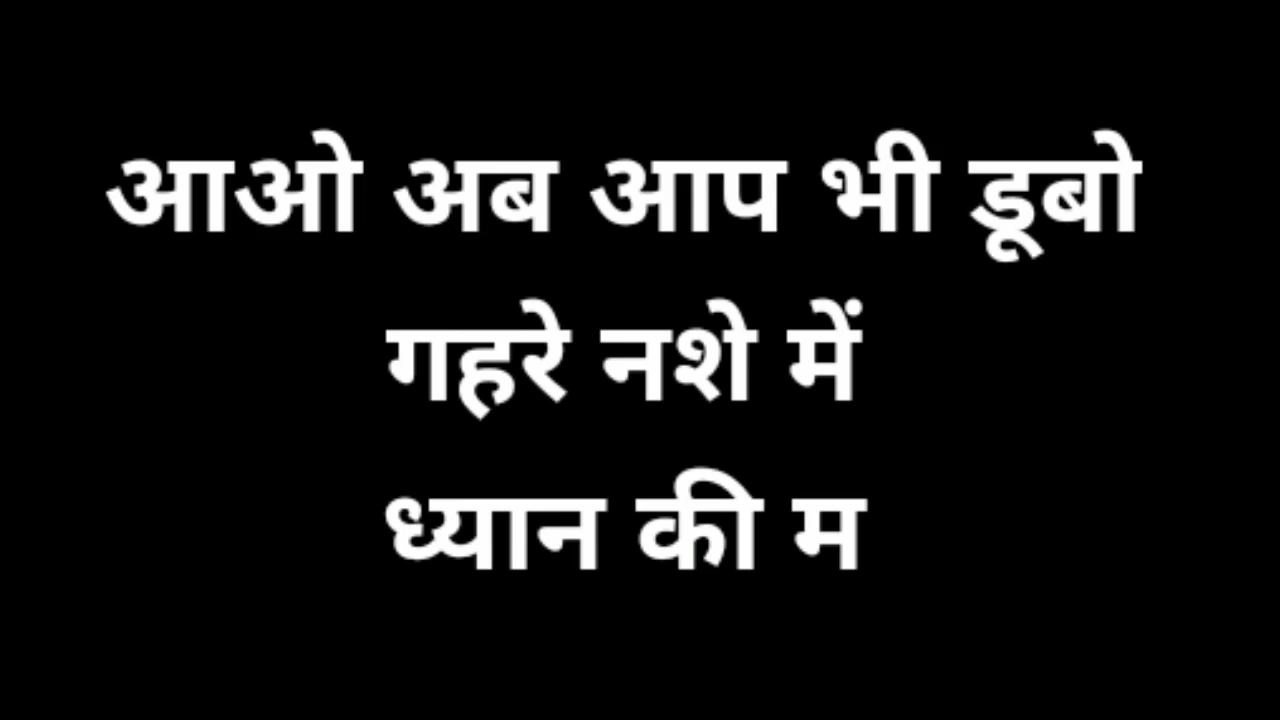 आओ अब आप भी डूबो
गहरे नशे में
ध्यान की म